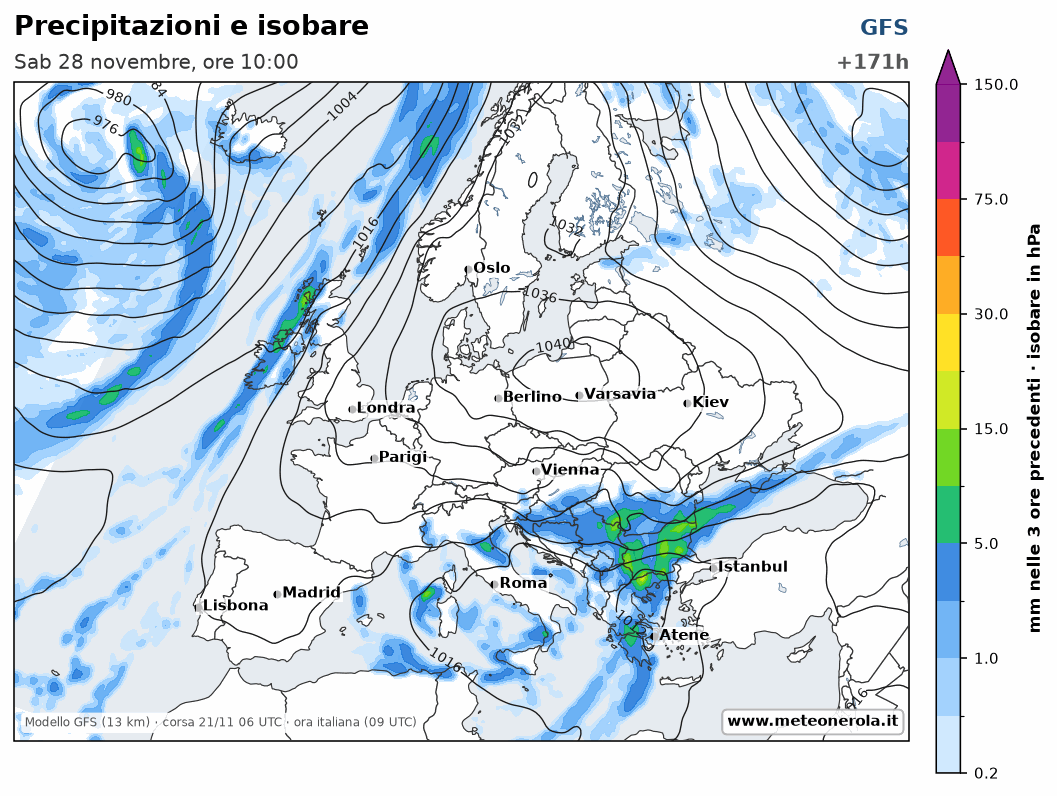 Precipitazioni e isobare
GFS
Sab 28 novembre, ore 10:00
+171h
980
84
976
1004
1032
1016
1032
1036
1040
Oslo
Berlino
Varsavia
Kiev
Londra
Parigi
Vienna
Istanbul
Roma
Madrid
Lisbona
Atene
1016
Modello GFS (13 km) · corsa 21/11 06 UTC · ora italiana (09 UTC)
www.meteonerola.it
150.0
75.0
30.0
15.0
5.0
1.0
0.2
mm nelle 3 ore precedenti · isobare in hPa